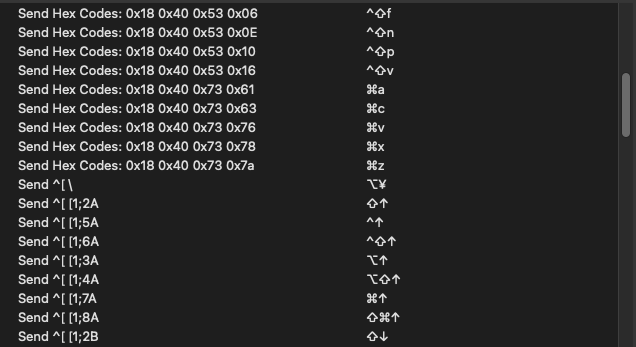 Send Hex Codes: 0x18 0x40 0x53 0x06 ^⇧f
Send Hex Codes: 0x18 0x40 0x53 0x0E ^⇧n
Send Hex Codes: 0x18 0x40 0x53 0x10 ^⇧p
Send Hex Codes: 0x18 0x40 0x53 0x16 ^⇧v
Send Hex Codes: 0x18 0x40 0x73 0x61 ⌘a
Send Hex Codes: 0x18 0x40 0x73 0x63 ⌘c
Send Hex Codes: 0x18 0x40 0x73 0x76 ⌘v
Send Hex Codes: 0x18 0x40 0x73 0x78 ⌘x
Send Hex Codes: 0x18 0x40 0x73 0x7a ⌘z
Send ^[ \ ⌥¥
Send ^[ [1;2A ⇧↑
Send ^[ [1;5A ^↑
Send ^[ [1;6A ^⇧↑
Send ^[ [1;3A ⌥↑
Send ^[ [1;4A ⌥⇧↑
Send ^[ [1;7A ⌘↑
Send ^[ [1;8A ⇧⌘↑
Send ^[ [1;2B ⇧↓